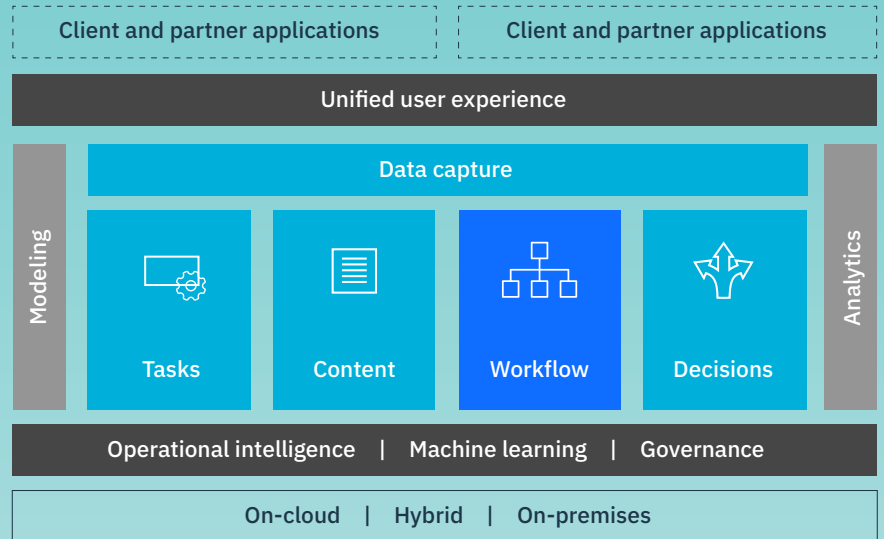 Client and partner applications
Client and partner applications
Unified user experience
Modeling
Data capture
Analytics
Tasks
Content
Workflow
Decisions
Operational intelligence | Machine learning | Governance
On-cloud | Hybrid | On-premises